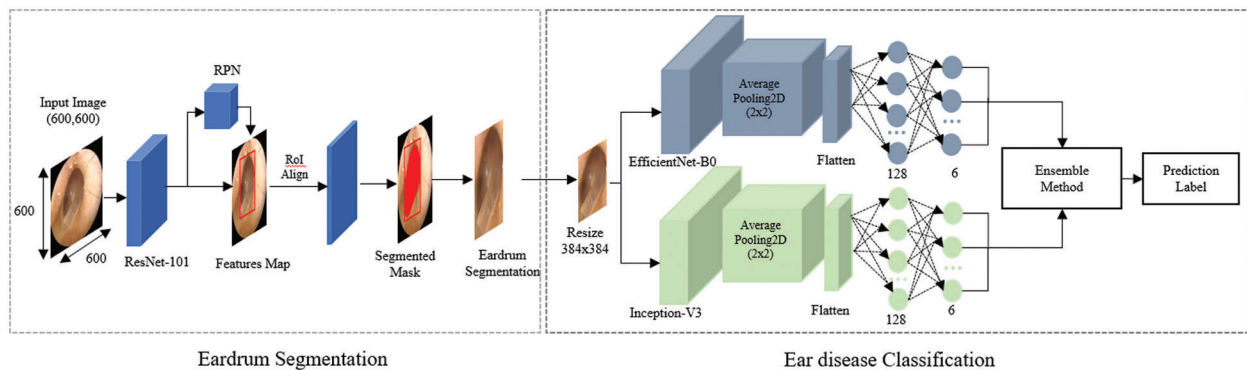 RPN
Input Image
(600,600)
600
600
ResNet-101
Features Map
RoI
Align
Segmented
Mask
Eardrum
Segmentation
Resize
384x384
Average
Pooling2D
(2x2)
EfficientNet-B0
Flatten
128
6
Average
Pooling2D
(2x2)
Inception-V3
Flatten
128
6
Ensemble
Method
Prediction
Label
Eardrum Segmentation
Ear disease Classification